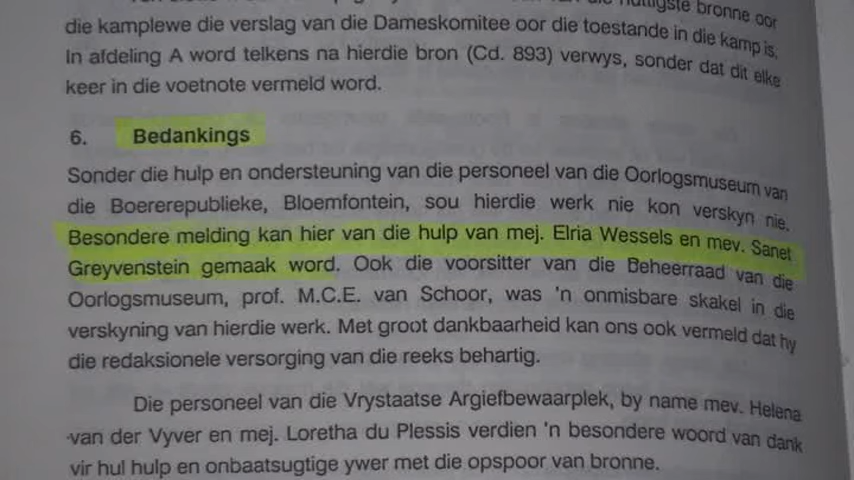 nuttigste bronne oor
die kamplewe die verslag van die Dameskomitee oor die toestande in die kamp is.
In afdeling A word telkens na hierdie bron (Cd. 893) verwys, sonder dat dit elke
keer in die voetnote vermeld word.
6. Bedankings
Sonder die hulp en ondersteuning van die personeel van die Oorlogsmuseum van
die Boererepublieke, Bloemfontein, sou hierdie werk nie kon verskyn nie.
Besondere melding kan hier van die hulp van mej. Elria Wessels en mev. Sanet
Greyvenstein gemaak word. Ook die voorsitter van die Beheerraad van die
Oorlogsmuseum, prof. M.C.E. van Schoor, was 'n onmisbare skakel in die
verskyning van hierdie werk. Met groot dankbaarheid kan ons ook vermeld dat hy
die redaksionele versorging van die reeks behartig.
Die personeel van die Vrystaatse Argiefbewaarplek, by name mev. Helena
van der Vyver en mej. Loretha du Plessis verdien 'n besondere woord van dank
vir hul hulp en onbaatsugtige ywer met die opspoor van bronne.